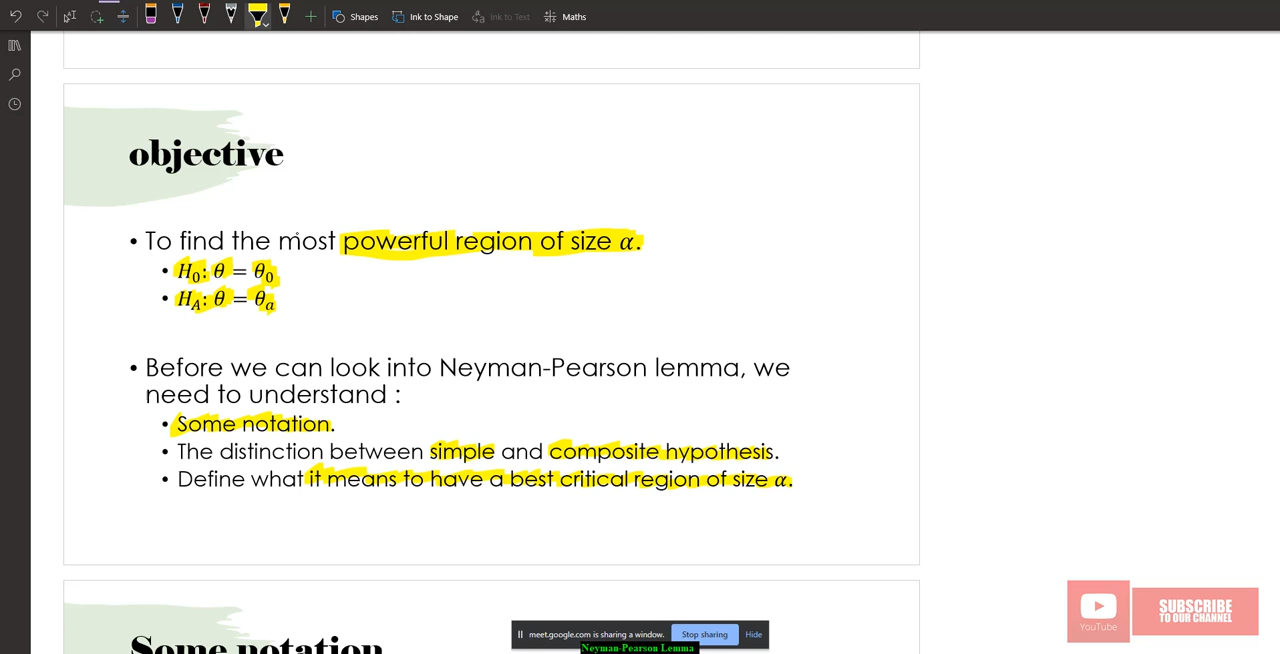 Shapes
Ink to Shape
Ink to Text
Maths
objective
• To find the most powerful region of size α.
• H₀: θ = θ₀
• H_A: θ = θ_a
• Before we can look into Neyman-Pearson lemma, we
need to understand :
• Some notation.
• The distinction between simple and composite hypothesis.
• Define what it means to have a best critical region of size α.
Some notation
meet.google.com is sharing a window.
Stop sharing
Hide
Neyman-Pearson Lemma
YouTube
SUBSCRIBE
TO OUR CHANNEL